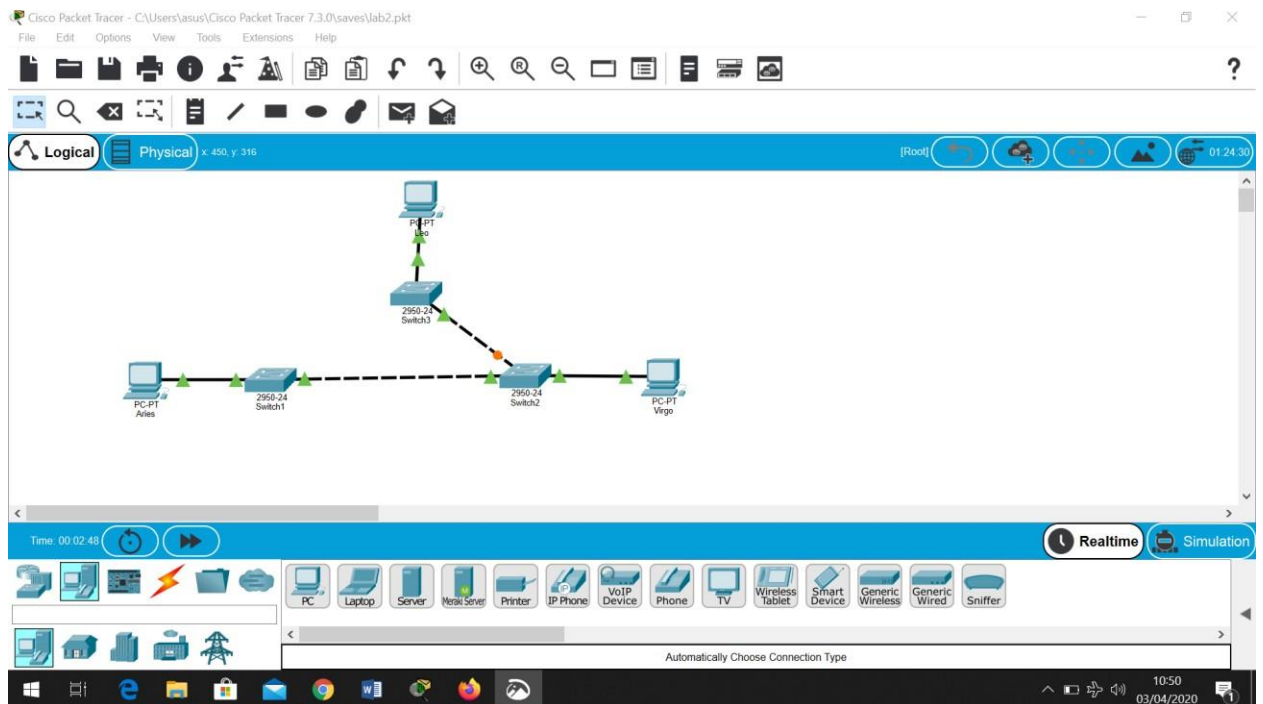 Cisco Packet Tracer - C:\Users\asus\Cisco Packet Tracer 7.3.0\saves\lab2.pkt
File Edit Options View Tools Extensions Help
Logical Physical x: 450, y: 316 [Root] 01:24:30
PC-PT
Leo
2950-24
Switch3
PC-PT
Aries
2950-24
Switch1
2950-24
Switch2
PC-PT
Virgo
Time: 00:02:48 Realtime Simulation
PC Laptop Server Meraki Server Printer IP Phone VoIP Device Phone TV Wireless Tablet Smart Device Generic Wireless Generic Wired Sniffer
Automatically Choose Connection Type
10:50
03/04/2020